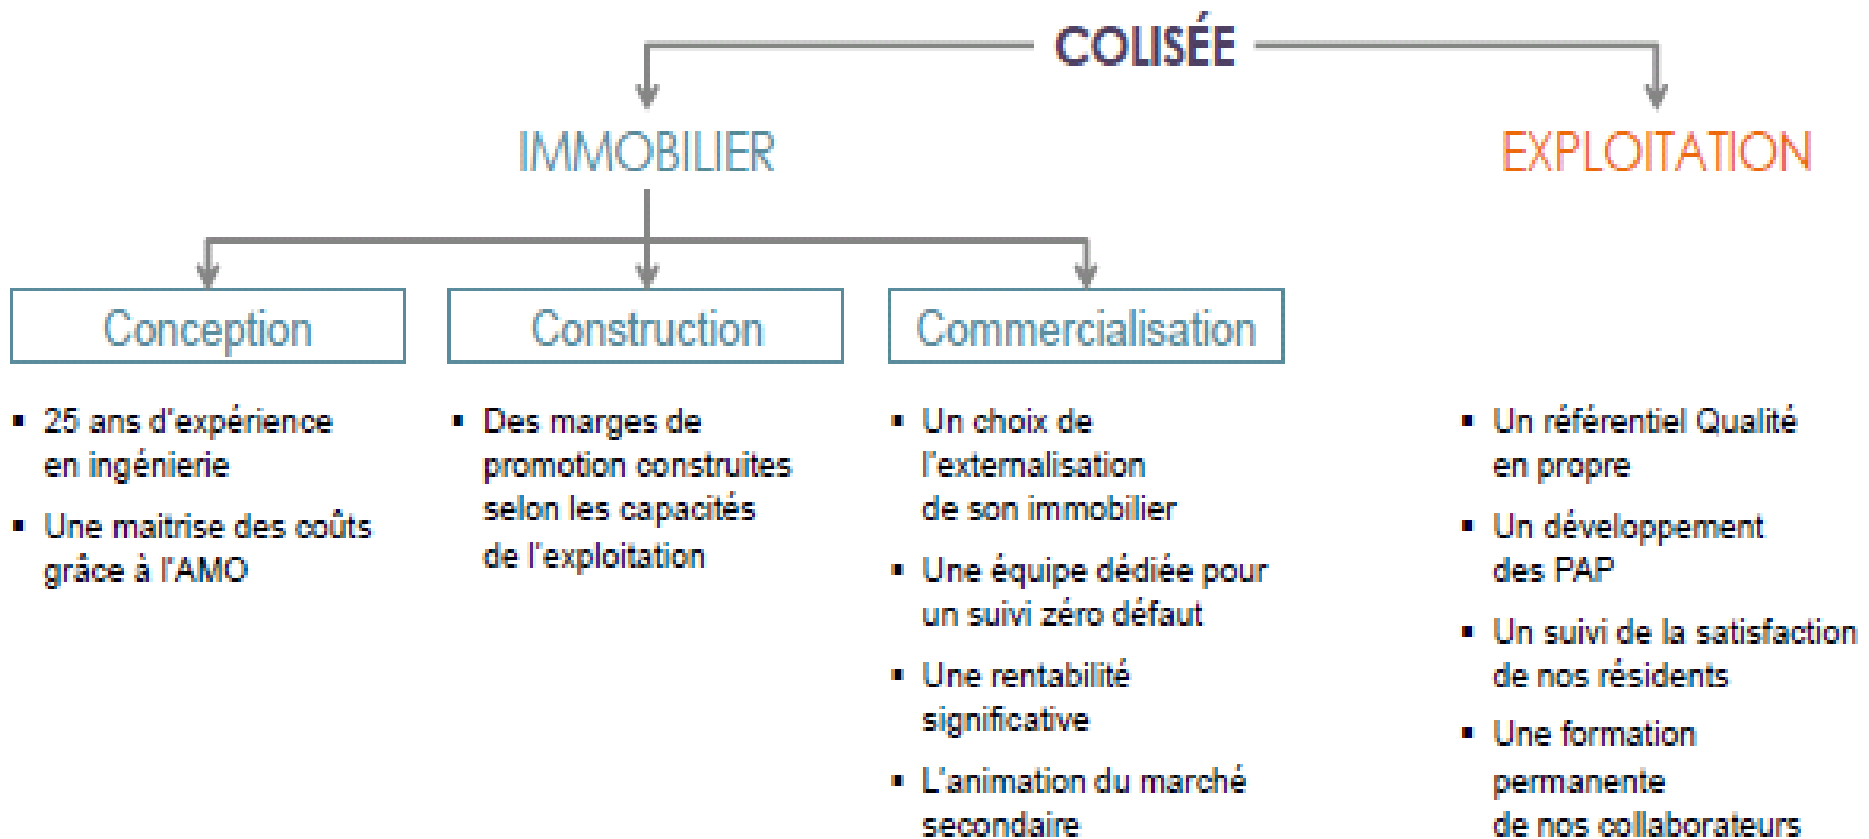 COLISÉE
IMMOBILIER
EXPLOITATION
Conception
▪ 25 ans d'expérience
en ingénierie
▪ Une maitrise des coûts
grâce à l'AMO
Construction
▪ Des marges de
promotion construites
selon les capacités
de l'exploitation
Commercialisation
▪ Un choix de
l'externalisation
de son immobilier
▪ Une équipe dédiée pour
un suivi zéro défaut
▪ Une rentabilité
significative
▪ L'animation du marché
secondaire
▪ Un référentiel Qualité
en propre
▪ Un développement
des PAP
▪ Un suivi de la satisfaction
de nos résidents
▪ Une formation
permanente
de nos collaborateurs